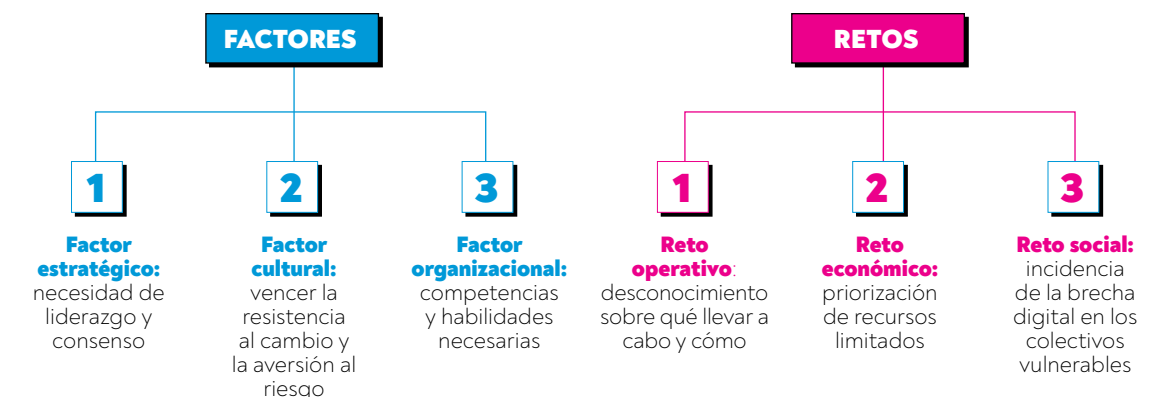 FACTORES
1
Factor
estratégico:
necesidad de
liderazgo y
consenso
2
Factor
cultural:
vencer la
resistencia
al cambio y
la aversión al
riesgo
3
Factor
organizacional:
competencias
y habilidades
necesarias
RETOS
1
Reto
operativo:
desconocimiento
sobre qué llevar a
cabo y cómo
2
Reto
económico:
priorización
de recursos
limitados
3
Reto social:
incidencia
de la brecha
digital en los
colectivos
vulnerables